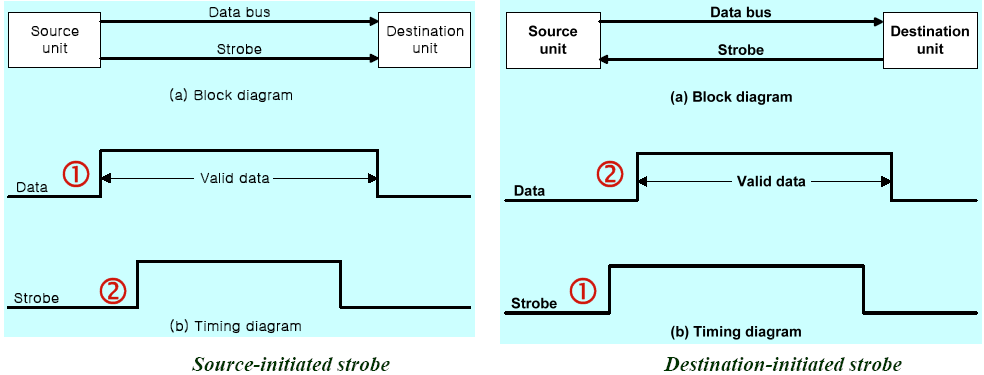 Data bus
Source
unit
Destination
unit
Strobe
(a) Block diagram
①
Valid data
Data
②
Strobe
(b) Timing diagram
Source-initiated strobe
Data bus
Source
unit
Destination
unit
Strobe
(a) Block diagram
②
Valid data
Data
①
Strobe
(b) Timing diagram
Destination-initiated strobe